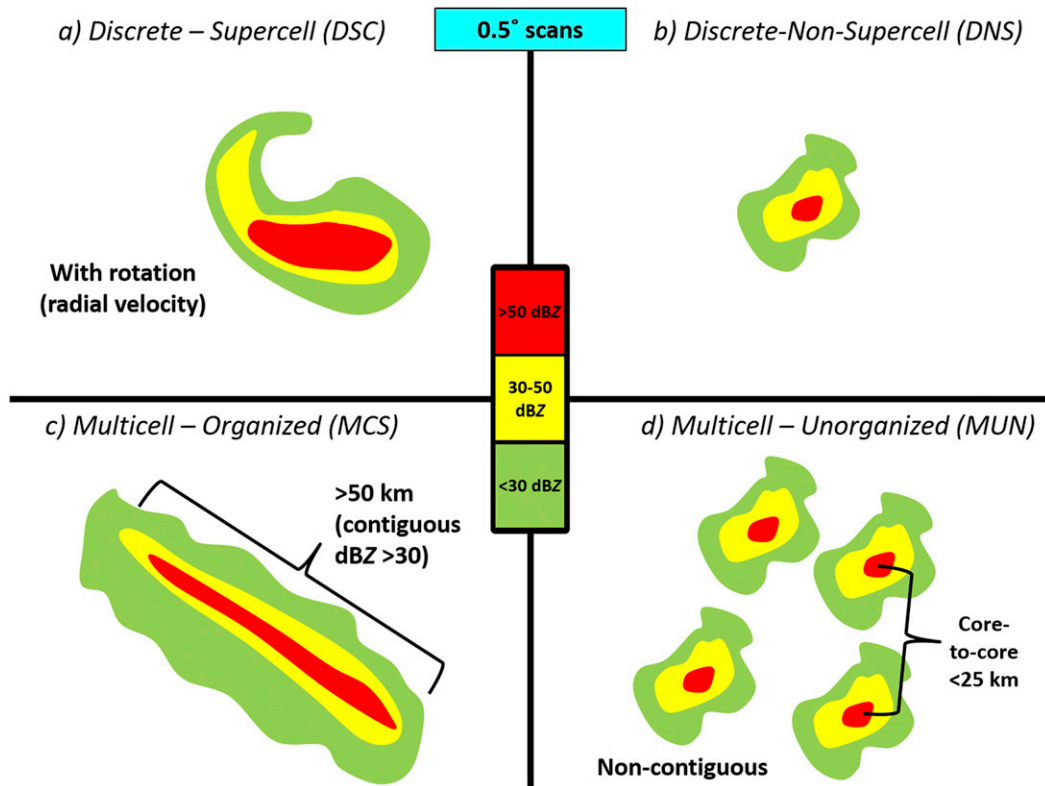 a) Discrete – Supercell (DSC)
0.5˚ scans
b) Discrete-Non-Supercell (DNS)
With rotation
(radial velocity)
>50 dBZ
30-50
dBZ
<30 dBZ
c) Multicell – Organized (MCS)
>50 km
(contiguous
dBZ >30)
d) Multicell – Unorganized (MUN)
Core-
to-core
<25 km
Non-contiguous